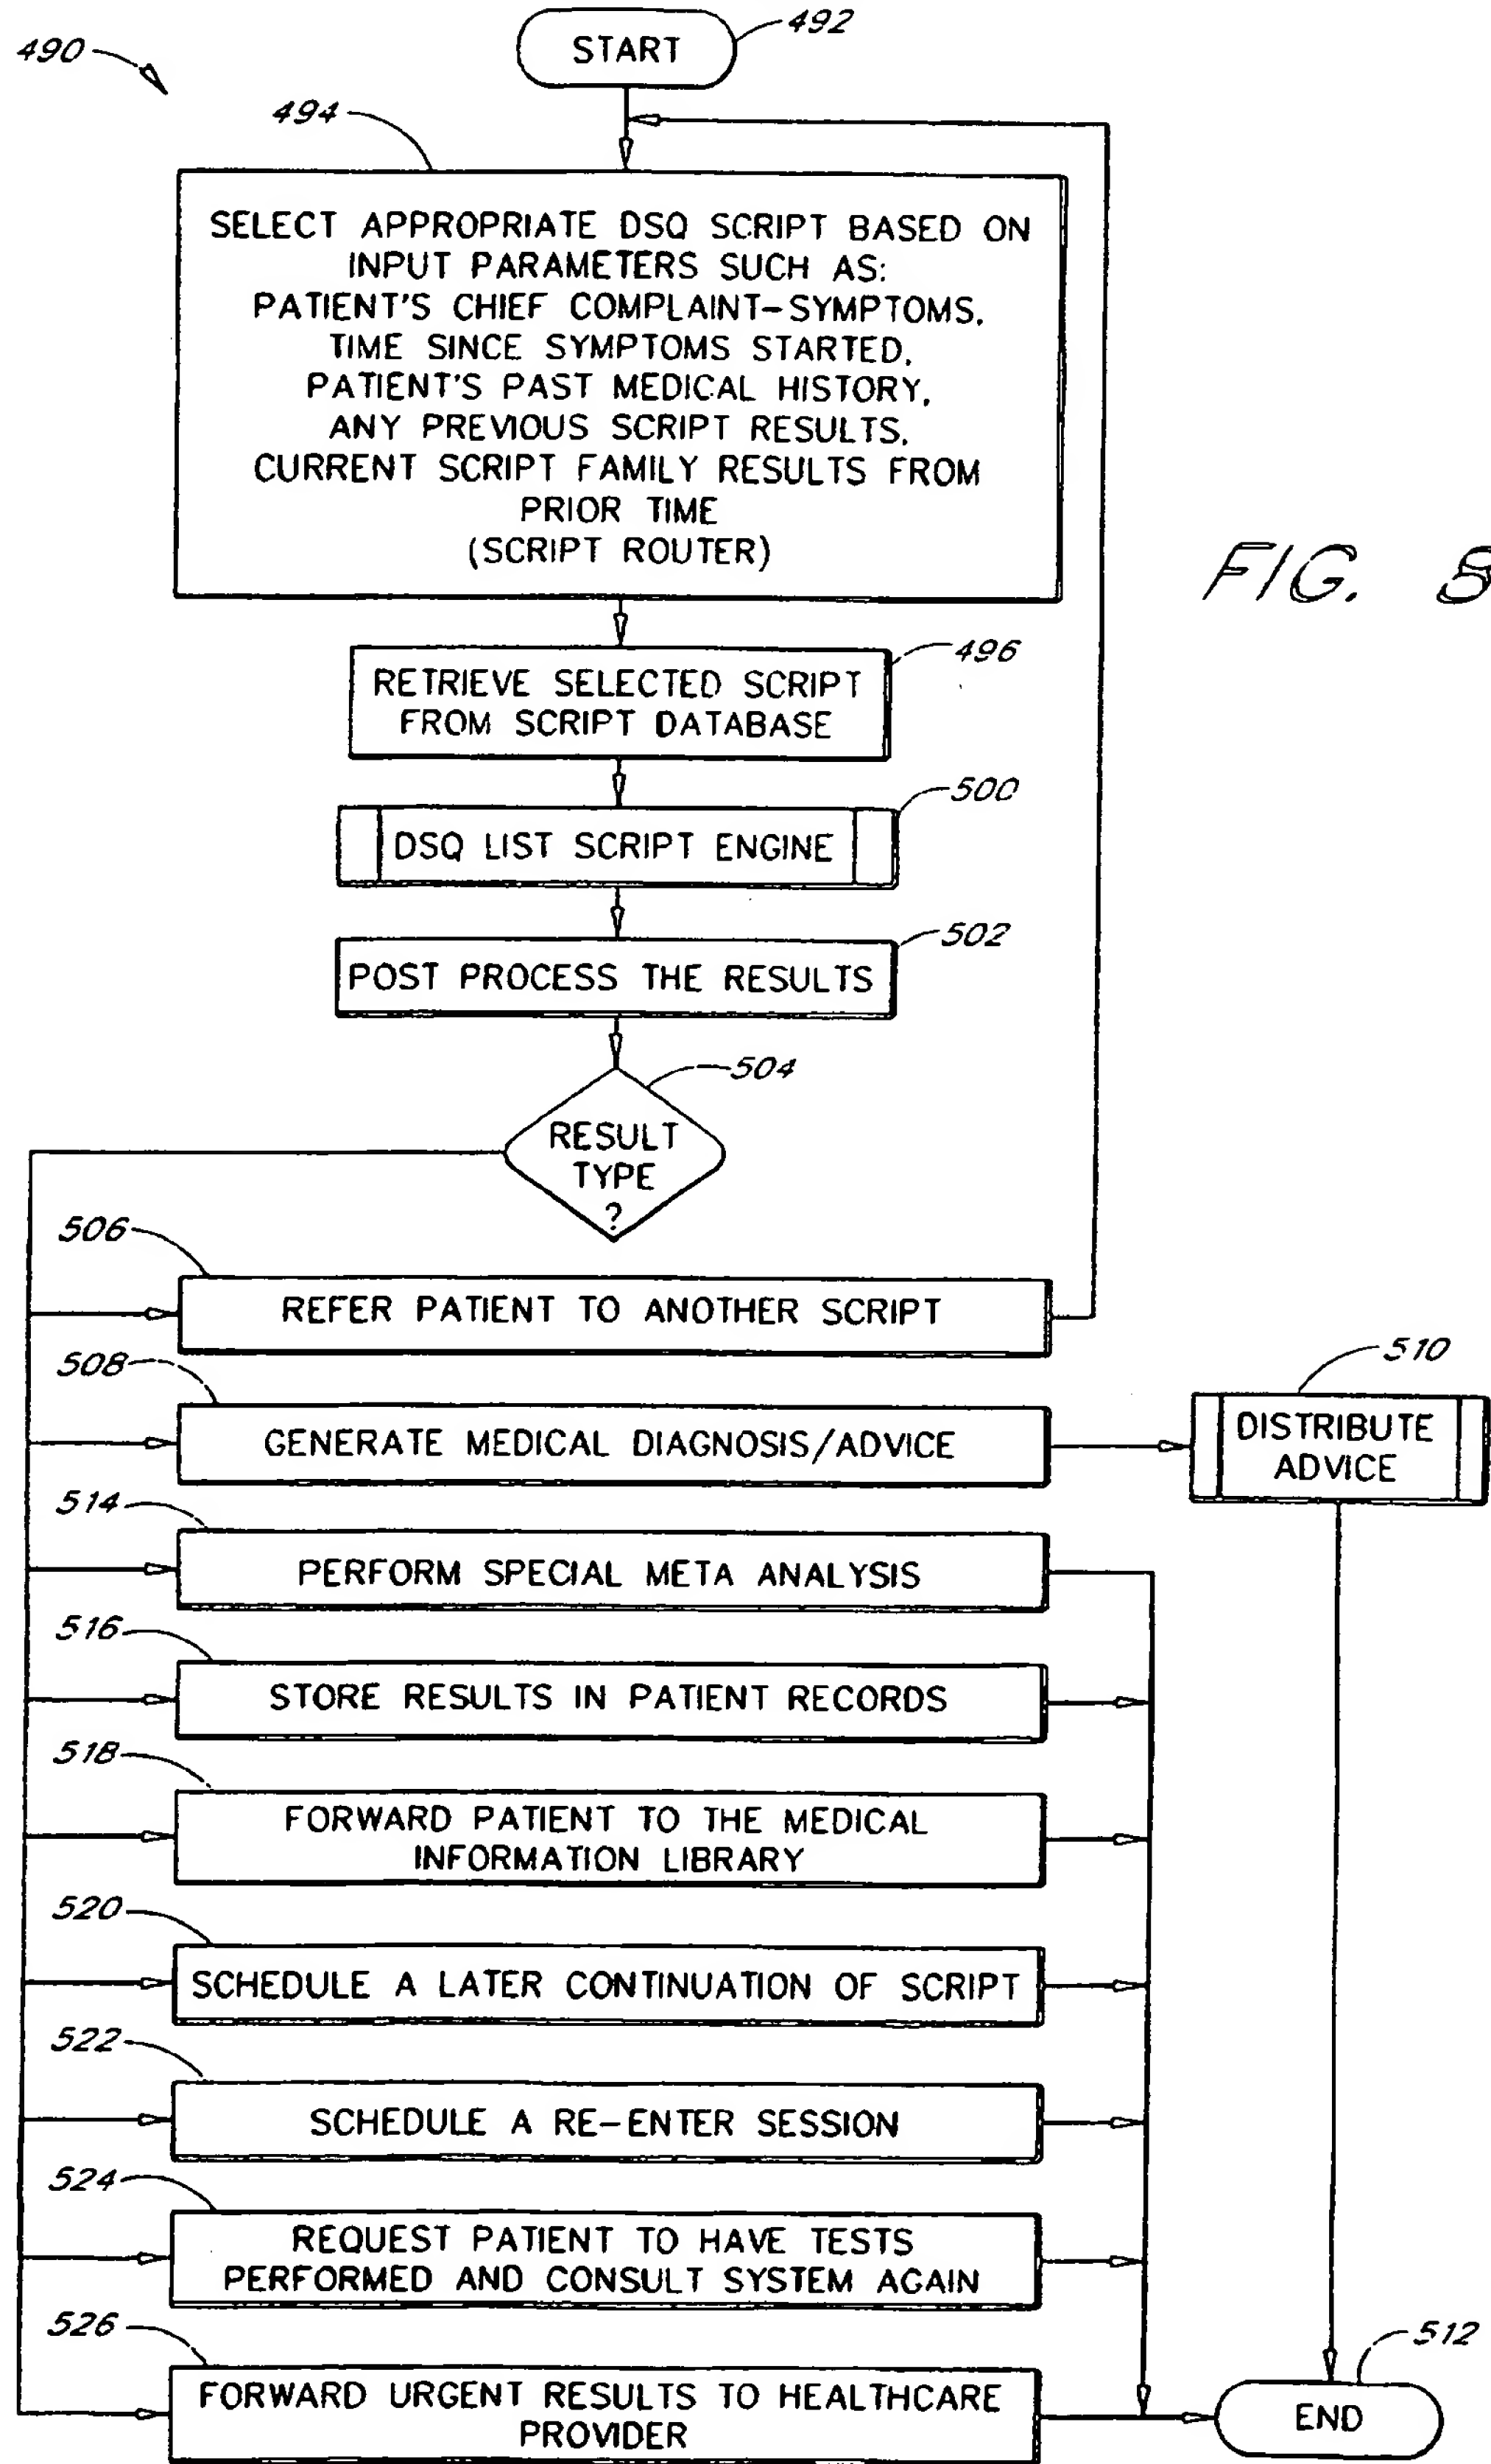 492
START
490
494
SELECT APPROPRIATE DSQ SCRIPT BASED ON
INPUT PARAMETERS SUCH AS:
PATIENT'S CHIEF COMPLAINT-SYMPTOMS,
TIME SINCE SYMPTOMS STARTED,
PATIENT'S PAST MEDICAL HISTORY,
ANY PREVIOUS SCRIPT RESULTS,
CURRENT SCRIPT FAMILY RESULTS FROM
PRIOR TIME
(SCRIPT ROUTER)
FIG. 8
496
RETRIEVE SELECTED SCRIPT
FROM SCRIPT DATABASE
500
DSQ LIST SCRIPT ENGINE
502
POST PROCESS THE RESULTS
504
RESULT
TYPE
?
506
REFER PATIENT TO ANOTHER SCRIPT
508
GENERATE MEDICAL DIAGNOSIS/ADVICE
510
DISTRIBUTE
ADVICE
514
PERFORM SPECIAL META ANALYSIS
516
STORE RESULTS IN PATIENT RECORDS
518
FORWARD PATIENT TO THE MEDICAL
INFORMATION LIBRARY
520
SCHEDULE A LATER CONTINUATION OF SCRIPT
522
SCHEDULE A RE-ENTER SESSION
524
REQUEST PATIENT TO HAVE TESTS
PERFORMED AND CONSULT SYSTEM AGAIN
526
FORWARD URGENT RESULTS TO HEALTHCARE
PROVIDER
512
END